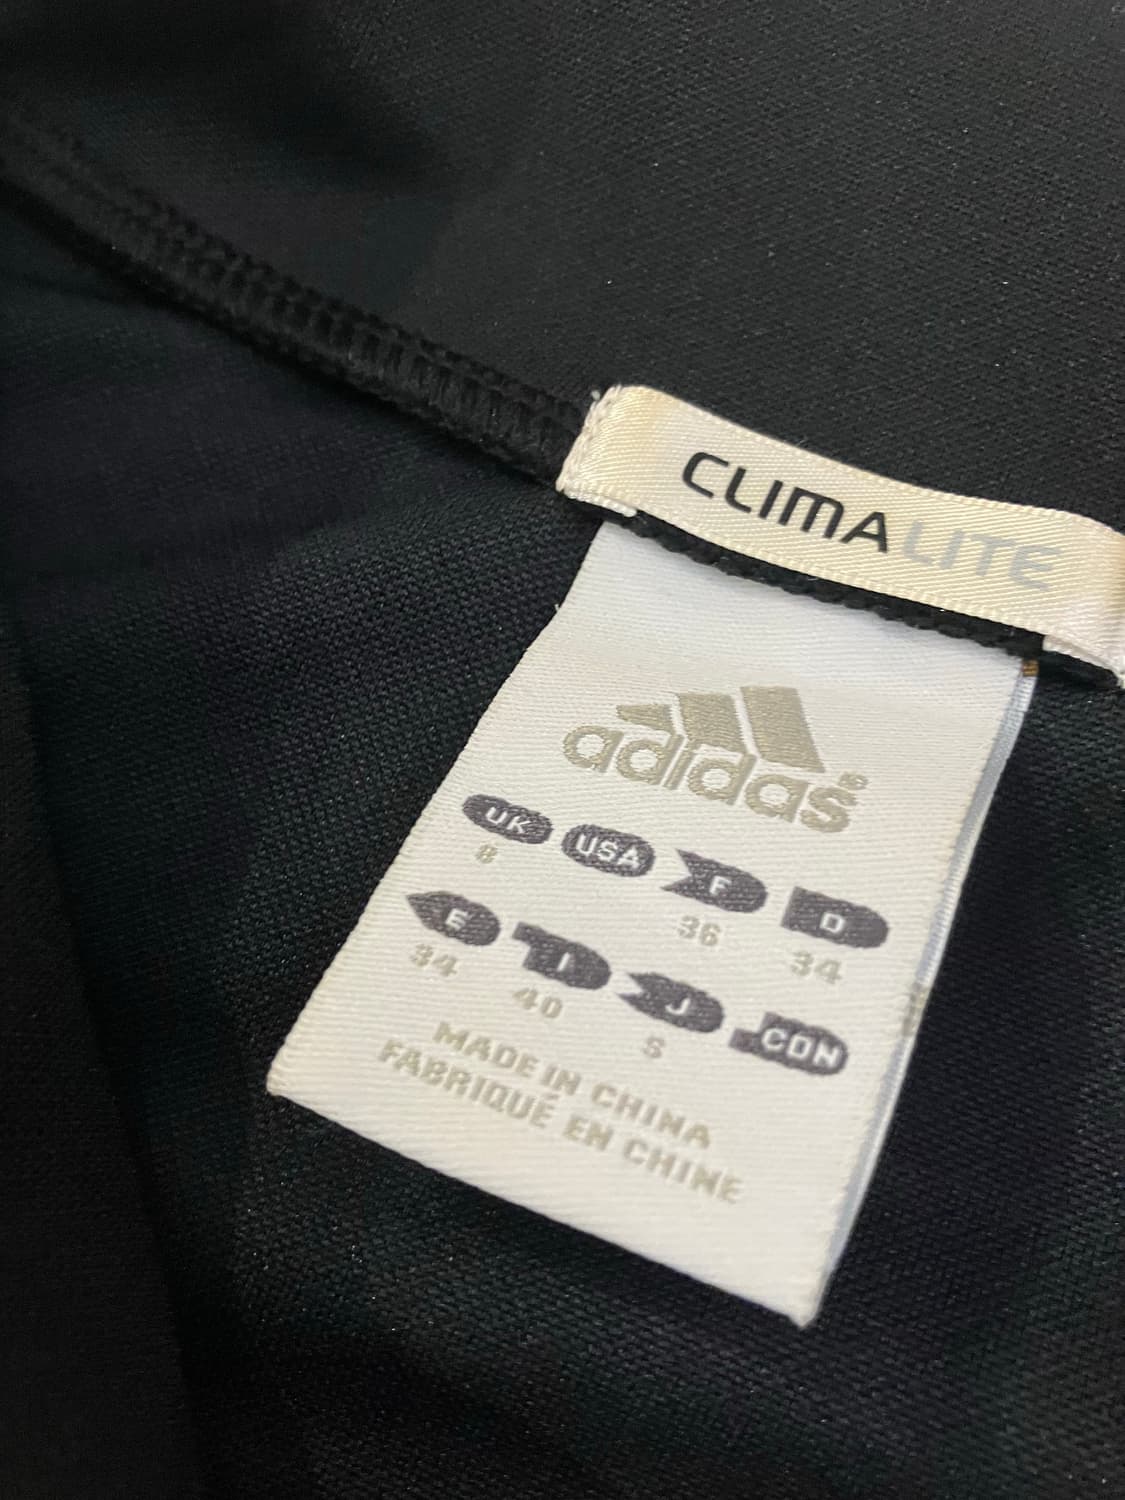 CLIMALITE
adidas®
UK USA F D
8 36 34
E I J CON
34 40 S
MADE IN CHINA
FABRIQUÉ EN CHINE